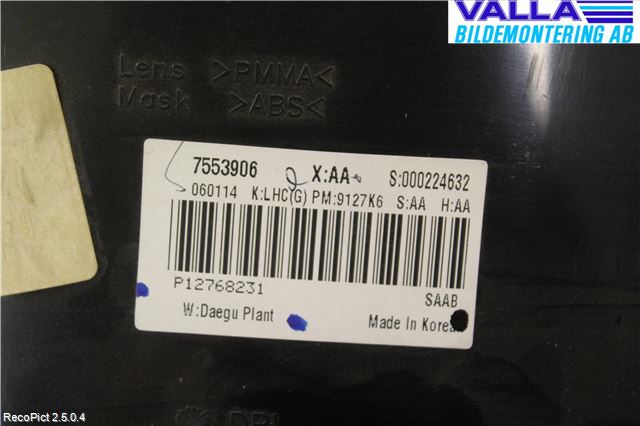 VALLA
BILDEMONTERING AB
Lens >PMMA<
Mask >ABS<
7553906 X:AA S:000224632
060114 K:LHC(G) PM:9127K6 S:AA H:AA
P12768231 SAAB
W:Daegu Plant Made in Korea
RecoPict 2.5.0.4